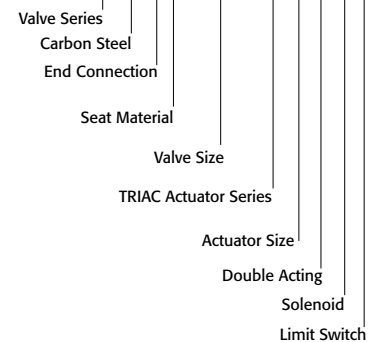 Valve Series
Carbon Steel
End Connection
Seat Material
Valve Size
TRIAC Actuator Series
Actuator Size
Double Acting
Solenoid
Limit Switch